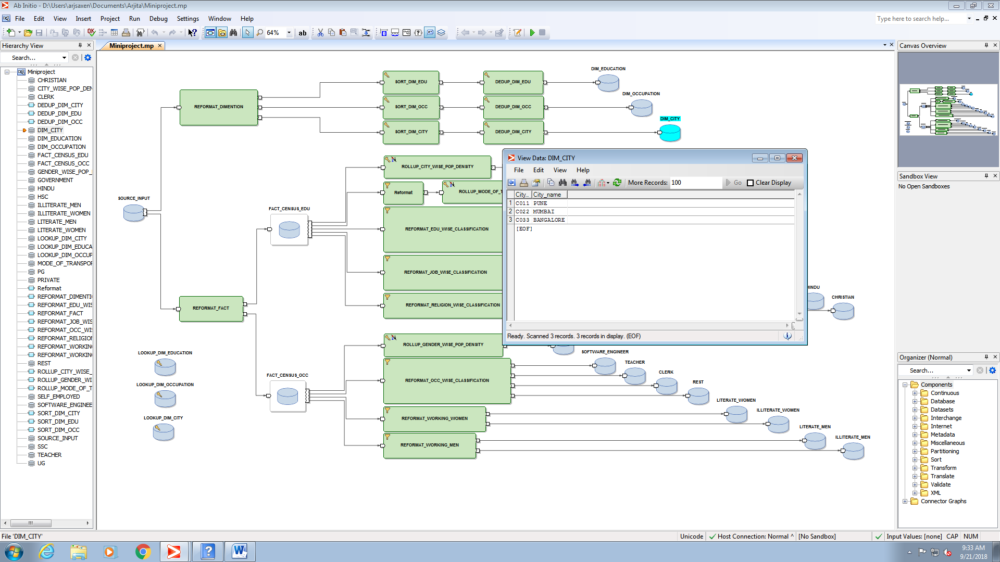 Ab Initio - D:\Users\arjsaxen\Documents\Arjita\Miniproject.mp
File Edit View Insert Project Run Debug Settings Window Help
Type here to search help...
64%
ab
Hierarchy View
Search...
Miniproject
CHRISTIAN
CITY_WISE_POP_DEN
CLERK
DEDUP_DIM_CITY
DEDUP_DIM_EDU
DEDUP_DIM_OCC
DIM_CITY
DIM_EDUCATION
DIM_OCCUPATION
FACT_CENSUS_EDU
FACT_CENSUS_OCC
GENDER_WISE_POP_
GOVERNMENT
HINDU
HSC
ILLITERATE_MEN
ILLITERATE_WOMEN
LITERATE_MEN
LITERATE_WOMEN
LOOKUP_DIM_CITY
LOOKUP_DIM_EDUCA
LOOKUP_DIM_OCCUP
MODE_OF_TRANSPOR
PG
PRIVATE
Reformat
REFORMAT_DIMENTIO
REFORMAT_EDU_WIS
REFORMAT_FACT
REFORMAT_JOB_WIS
REFORMAT_OCC_WIS
REFORMAT_RELIGION
REFORMAT_WORKING
REFORMAT_WORKING
REST
ROLLUP_CITY_WISE_
ROLLUP_GENDER_WI
ROLLUP_MODE_OF_T
SELF_EMPLOYED
SOFTWARE_ENGINEE
SORT_DIM_CITY
SORT_DIM_EDU
SORT_DIM_OCC
SOURCE_INPUT
SSC
TEACHER
UG
Miniproject.mp
REFORMAT_DIMENTION
SORT_DIM_EDU
DEDUP_DIM_EDU
DIM_EDUCATION
SORT_DIM_OCC
DEDUP_DIM_OCC
DIM_OCCUPATION
SORT_DIM_CITY
DEDUP_DIM_CITY
DIM_CITY
SOURCE_INPUT
FACT_CENSUS_EDU
ROLLUP_CITY_WISE_POP_DENSITY
Reformat
ROLLUP_MODE_OF_T
REFORMAT_EDU_WISE_CLASSIFICATION
REFORMAT_JOB_WISE_CLASSIFICATION
REFORMAT_RELIGION_WISE_CLASSIFICATION
HINDU
CHRISTIAN
REFORMAT_FACT
FACT_CENSUS_OCC
ROLLUP_GENDER_WISE_POP_DENSITY
REFORMAT_OCC_WISE_CLASSIFICATION
SOFTWARE_ENGINEER
TEACHER
CLERK
REST
REFORMAT_WORKING_WOMEN
LITERATE_WOMEN
ILLITERATE_WOMEN
REFORMAT_WORKING_MEN
LITERATE_MEN
ILLITERATE_MEN
LOOKUP_DIM_EDUCATION
LOOKUP_DIM_OCCUPATION
LOOKUP_DIM_CITY
View Data: DIM_CITY
File Edit View Help
More Records: 100 Go Clear Display
City... City_name
1 C011 PUNE
2 C022 MUMBAI
3 C033 BANGALORE
[EOF]
Ready. Scanned 3 records. 3 records in display. (EOF)
Canvas Overview
Sandbox View
No Open Sandboxes
Organizer (Normal)
Search...
Components
Continuous
Database
Datasets
Interchange
Internet
Metadata
Miscellaneous
Partitioning
Sort
Transform
Translate
Validate
XML
Connector Graphs
File 'DIM_CITY'
Unicode Host Connection: Normal ^ [No Sandbox] Input Values: [none] CAP NUM
9:33 AM
9/21/2018